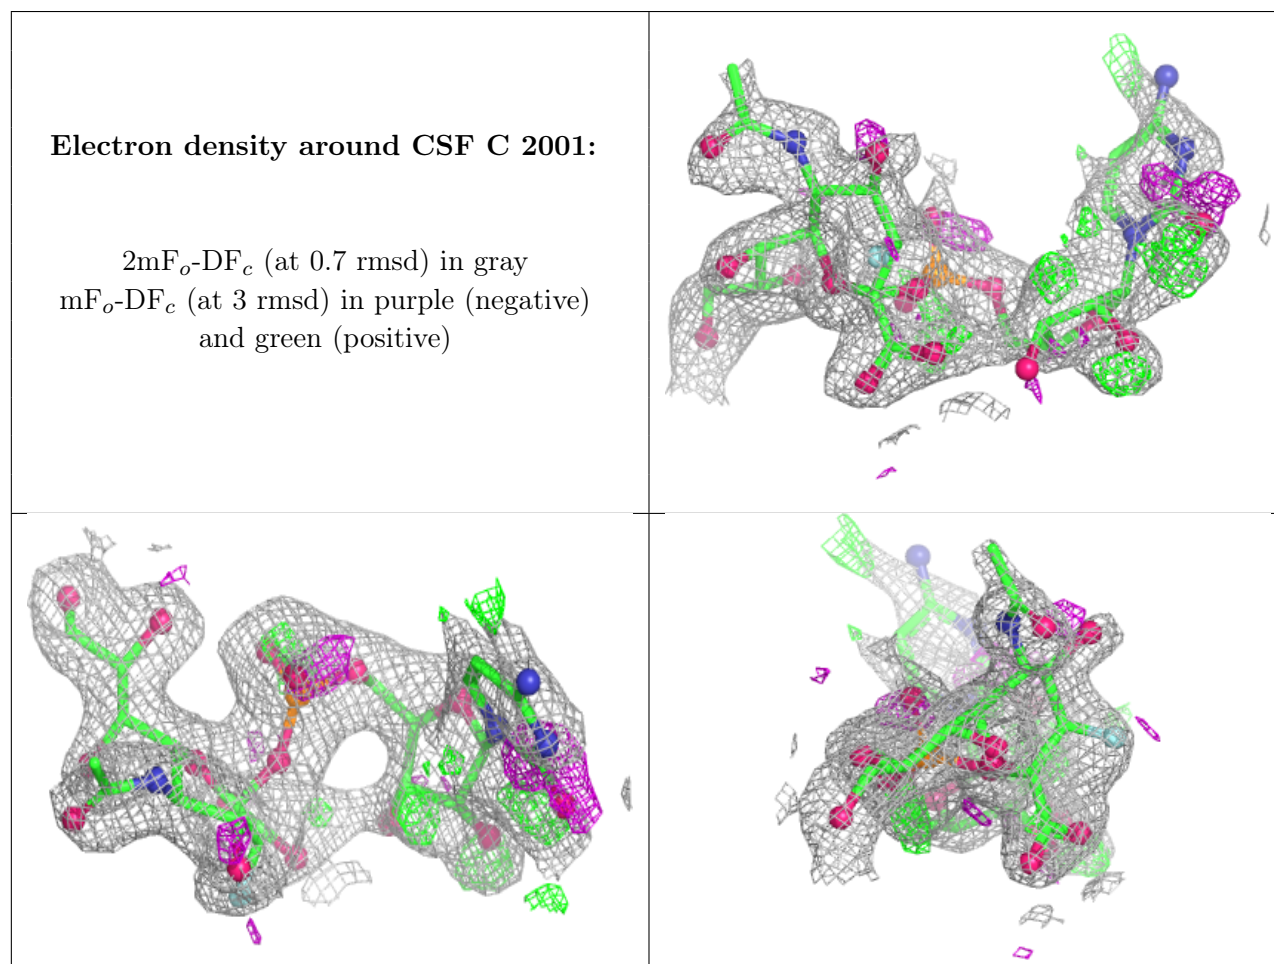 Electron density around CSF C 2001:
2mFo-DFc (at 0.7 rmsd) in gray
mFo-DFc (at 3 rmsd) in purple (negative)
and green (positive)